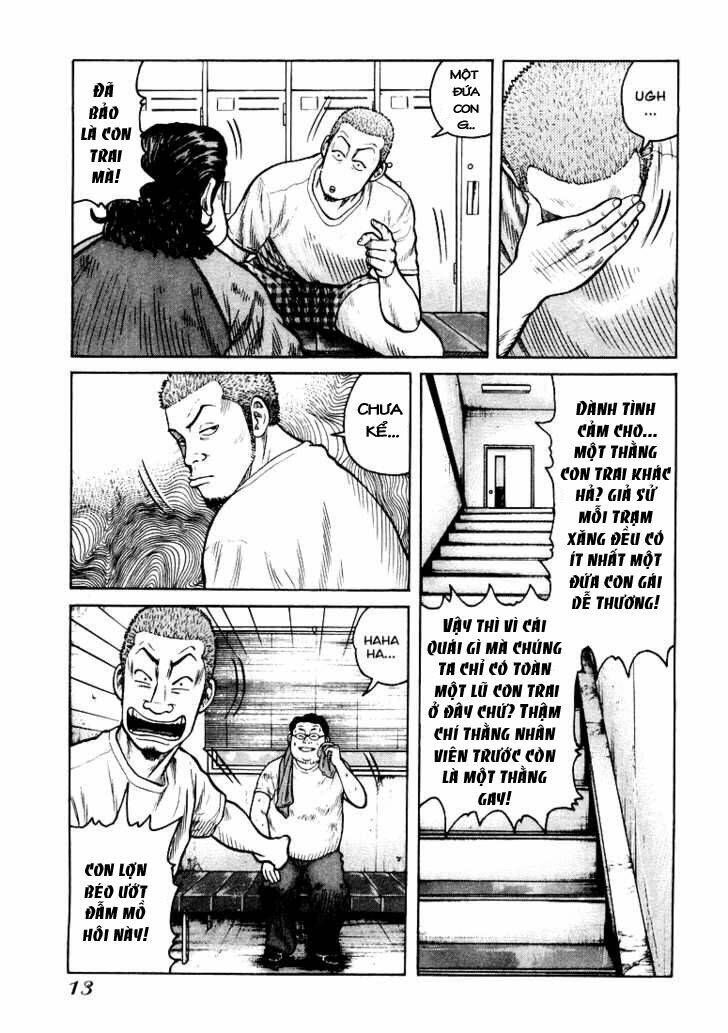 UGH
...
MỘT
ĐỨA
CON
G...
ĐÃ
BẢO
LÀ CON
TRAI
MÀ!
DÀNH TÌNH
CẢM CHO...
MỘT THẰNG
CON TRAI KHÁC
HẢ? GIẢ SỬ
MỖI TRẠM
XĂNG ĐỀU CÓ
ÍT NHẤT MỘT
ĐỨA CON GÁI
DỄ THƯƠNG!
VẬY THÌ VÌ CÁI
QUÁI GÌ MÀ CHÚNG
TA CHỈ CÓ TOÀN
MỘT LŨ CON TRAI
Ở ĐÂY CHỨ? THẬM
CHÍ THẰNG NHÂN
VIÊN TRƯỚC CÒN
LÀ MỘT THẰNG
GAY!
CHƯA
KỂ...
HAHA
HA...
CON LỢN
BÉO ƯỚT
ĐẪM MỒ
HÔI NÀY!
13